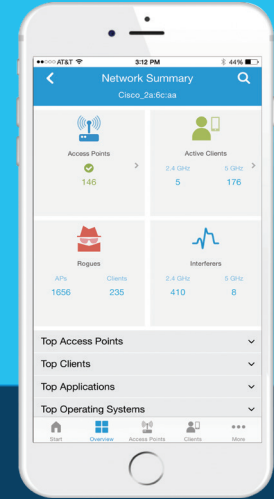 AT&T 3:12 PM 44%
Network Summary
Cisco_2a:6c:aa
Access Points
146
Active Clients
2.4 GHz 5 GHz
5 176
Rogues
APs Clients
1656 235
Interferers
2.4 GHz 5 GHz
410 8
Top Access Points
Top Clients
Top Applications
Top Operating Systems
Start Overview Access Points Clients More